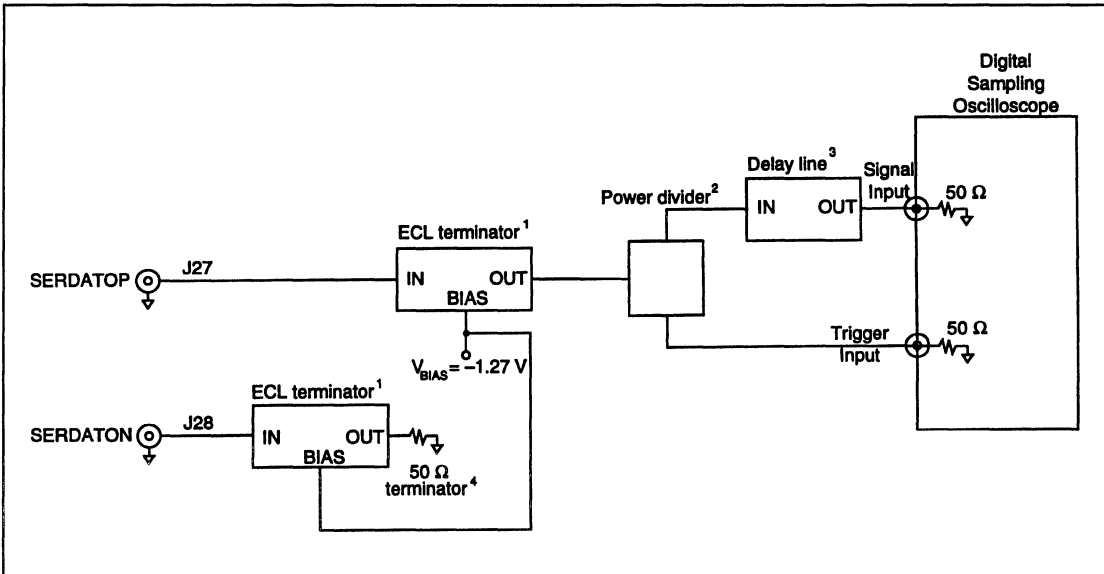 Digital
Sampling
Oscilloscope
Delay line³
Signal
Input
50 Ω
Power divider²
IN OUT
ECL terminator¹
SERDATOP
J27
IN OUT
BIAS
Trigger
Input
50 Ω
V_BIAS = −1.27 V
ECL terminator¹
SERDATON
J28
IN OUT
BIAS
50 Ω
terminator⁴